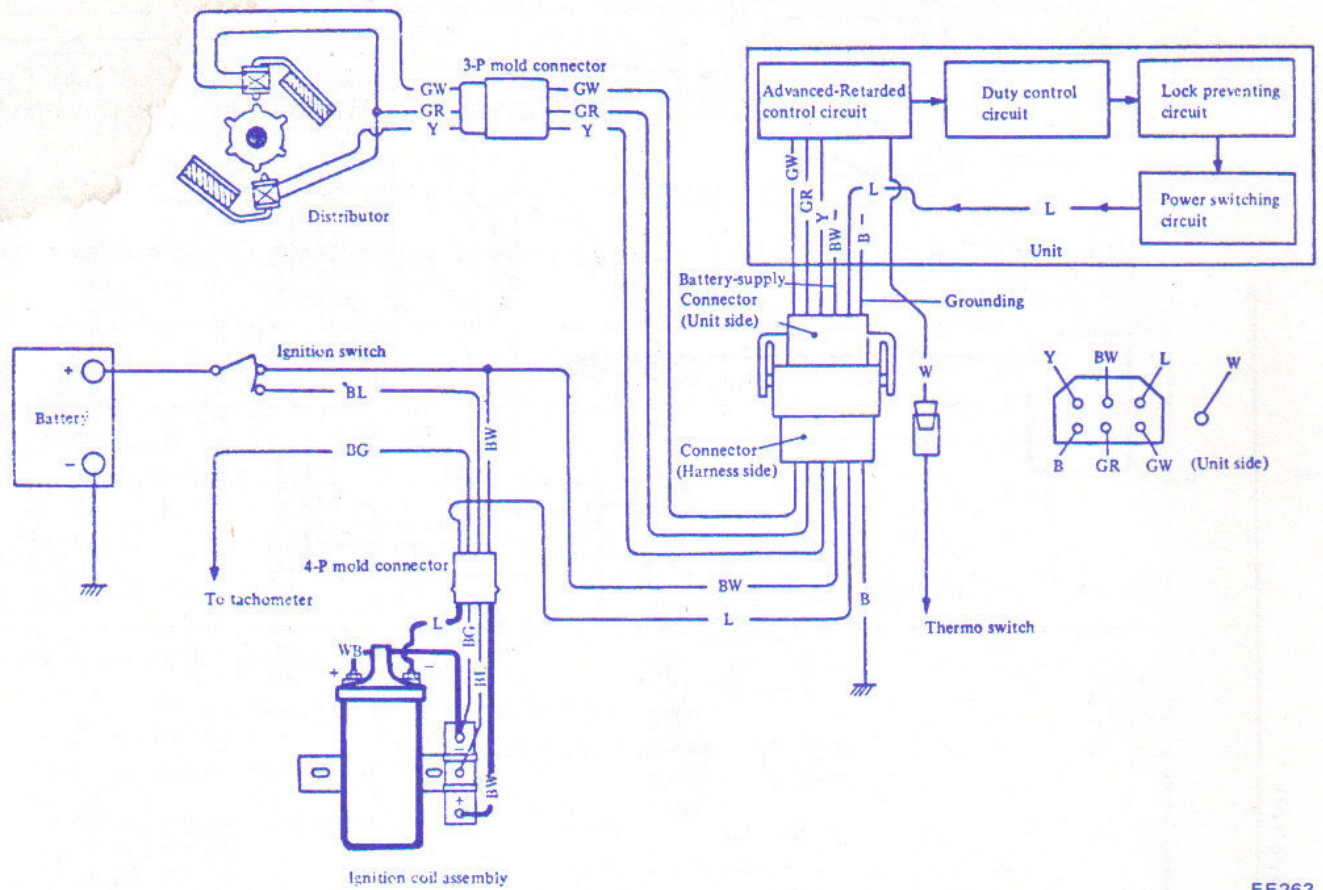 3-P mold connector
GW
GR
Y
GW
GR
Y
Distributor
Advanced-Retarded
control circuit
Duty control
circuit
Lock preventing
circuit
Power switching
circuit
GW
GR
Y
BW
L
B
L
Unit
Battery-supply
Connector
(Unit side)
Grounding
W
Ignition switch
BL
BW
BG
+
Battery
-
Connector
(Harness side)
Y
BW
L
W
B
GR
GW
(Unit side)
4-P mold connector
To tachometer
BW
L
B
Thermo switch
L
BG
BL
BW
WB
+
-
-
+
Ignition coil assembly
EF263